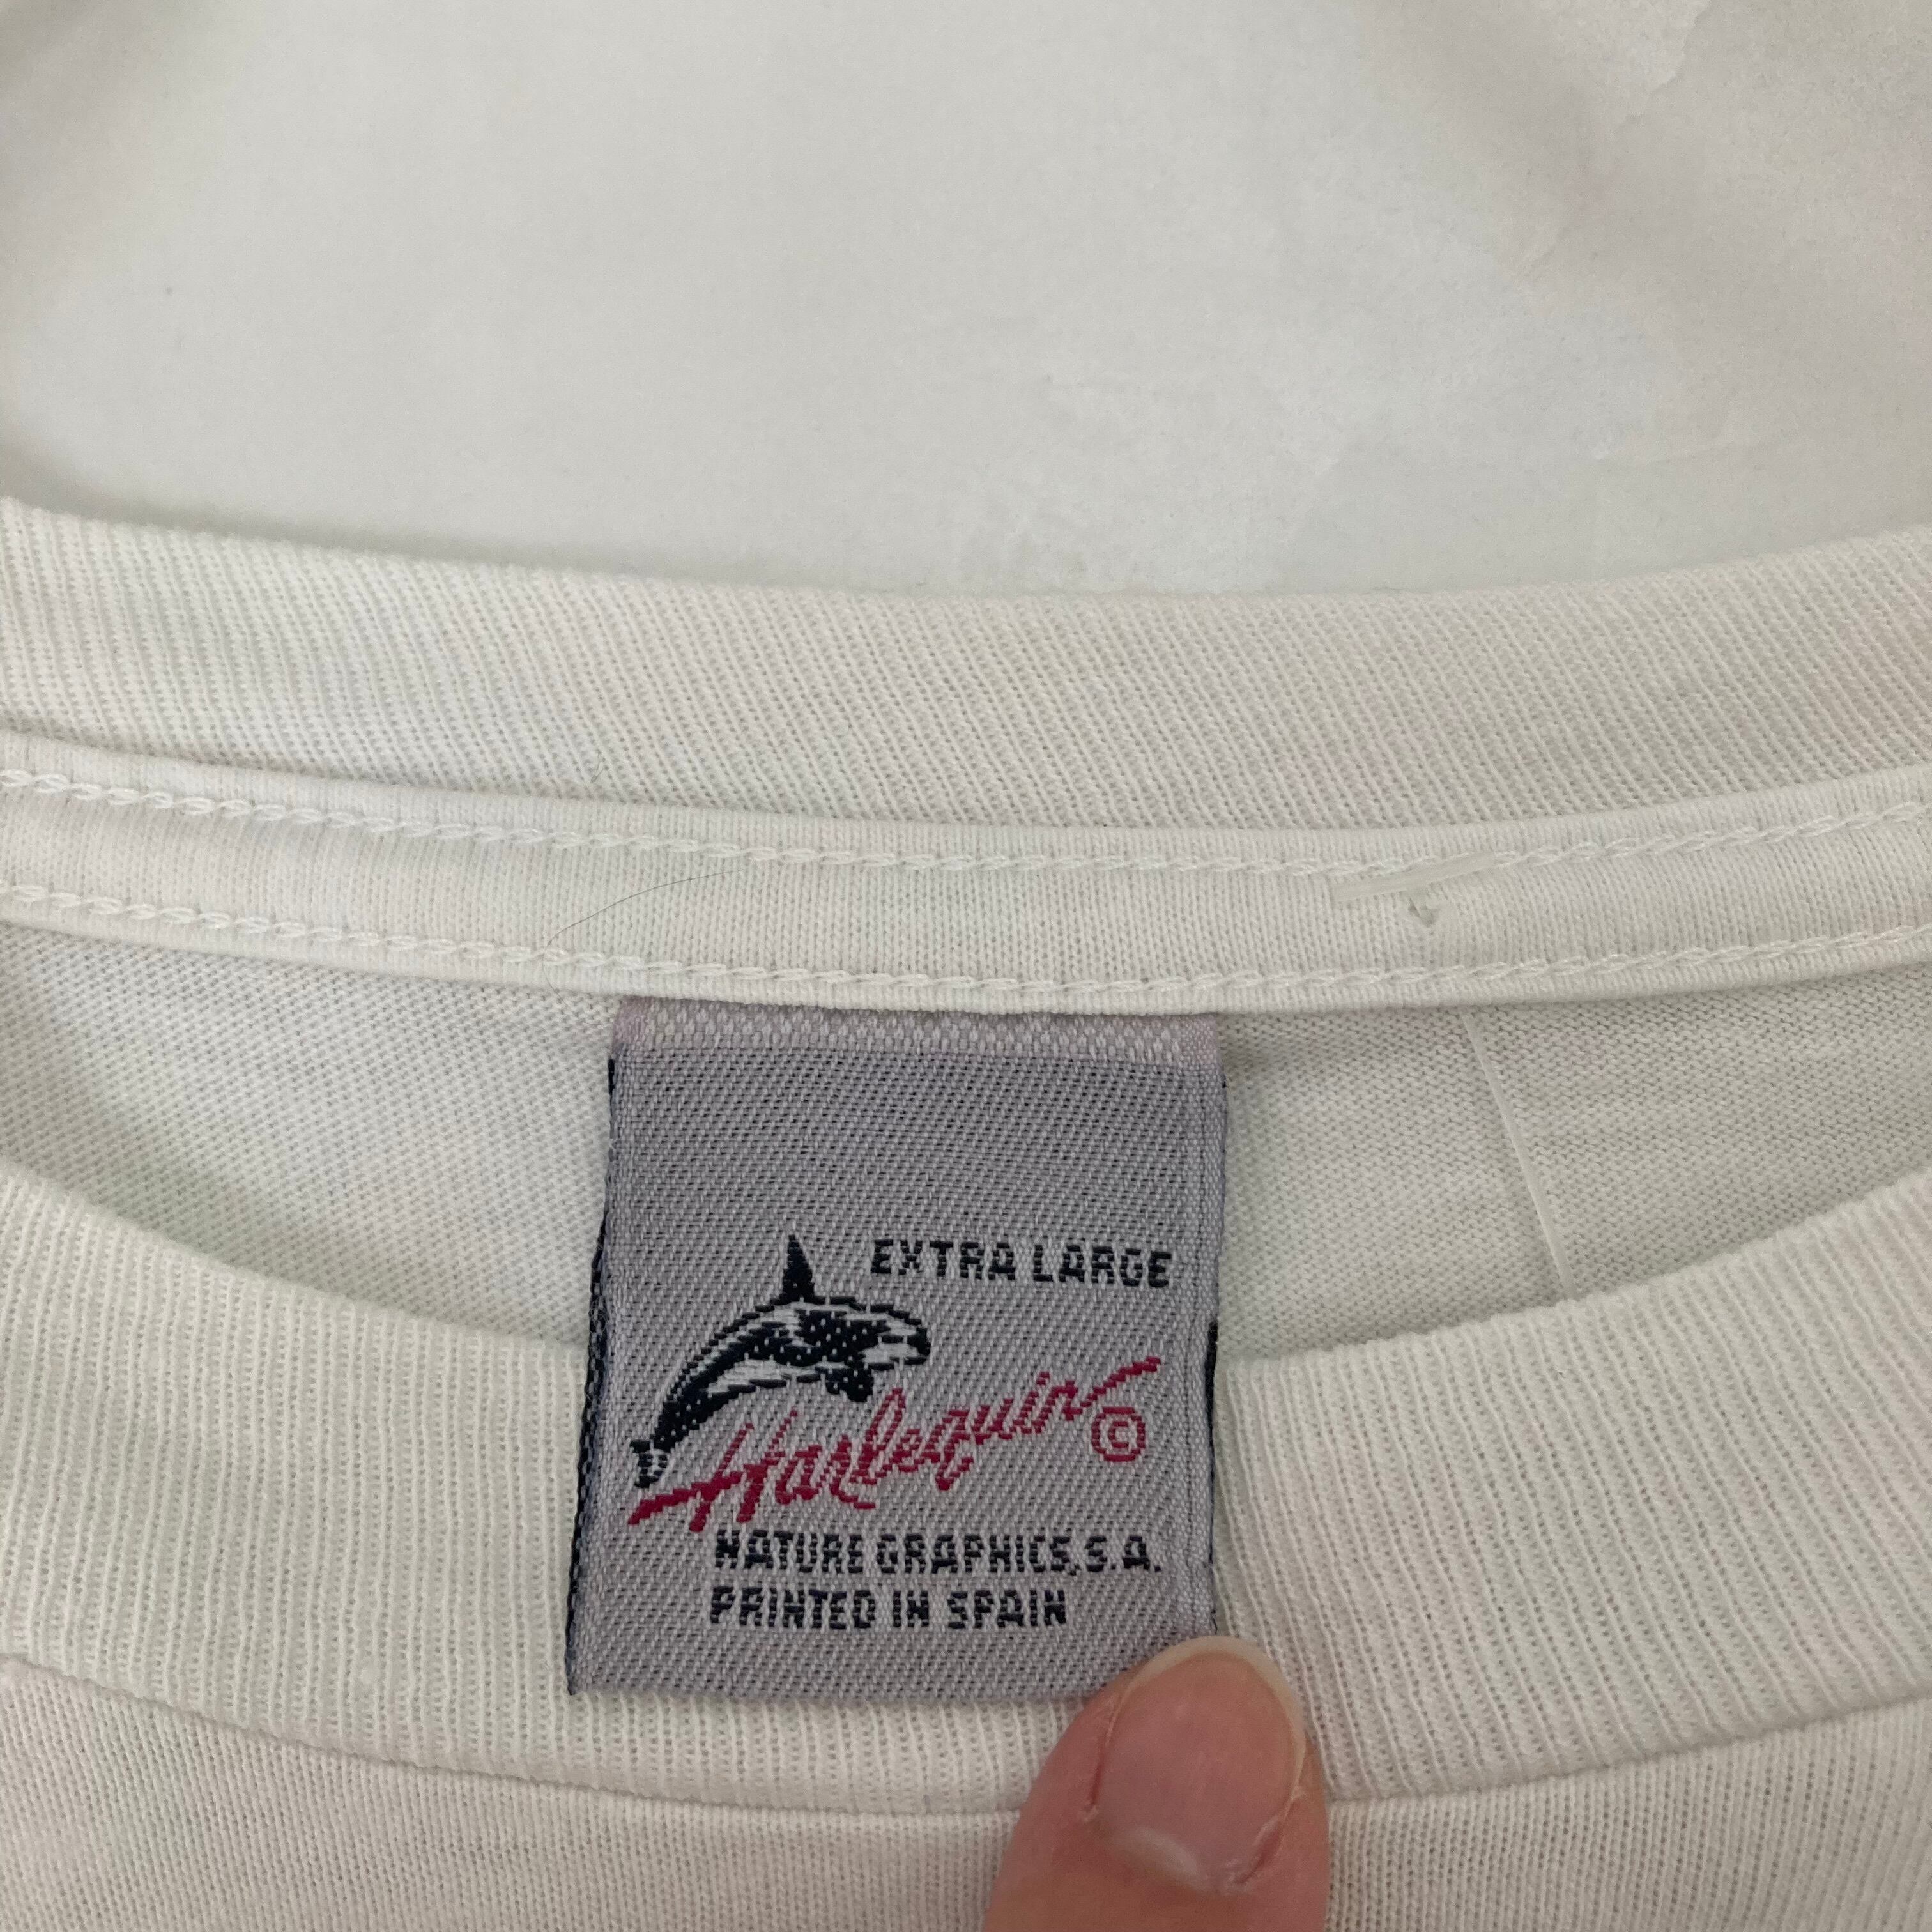 EXTRA LARGE
Harlequin ©
NATURE GRAPHICS, S.A.
PRINTED IN SPAIN